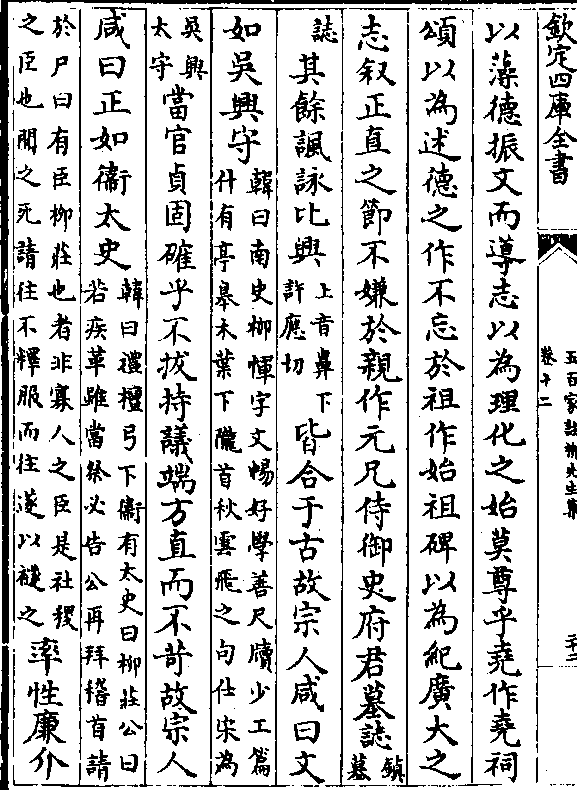 欽定四庫全書
五百家註柳先生集
卷十二
以藻德振文而導志以為理化之始莫尊乎堯作堯祠
頌以為述德之作不忘於祖作始祖碑以為紀廣大之
志叙正直之節不嫌於親作元兄侍御史府君墓誌鎮墓
誌其餘諷詠比興上音鼻下許應切皆合于古故宗人咸曰文
如吳興守韓曰南史柳惲字文暢好學善尺牘少工篇什有亭皋木葉下隴首秋雲飛之句仕宋為
吳興太守當官貞固確乎不拔持議端方直而不苛故宗人
咸曰正如衞太史韓曰禮檀弓下衞有太史曰柳莊公曰若疾革雖當祭必告公再拜稽首請
於尸曰有臣柳莊也者非寡人之臣是社稷之臣也聞之死請往不釋服而往遂以襚之率性廉介